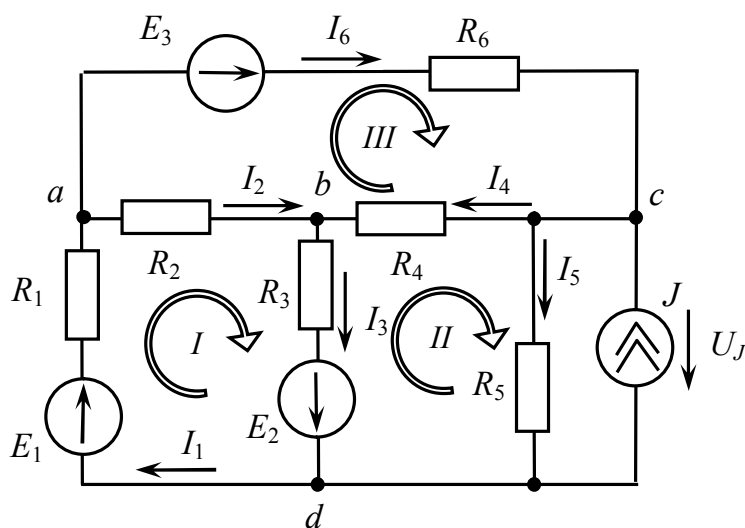 E3 I6 R6
III
a I2 b I4 c
R2 R4
R1 R3 I3 I5 J
I II UJ
R5
E1 E2
I1
d